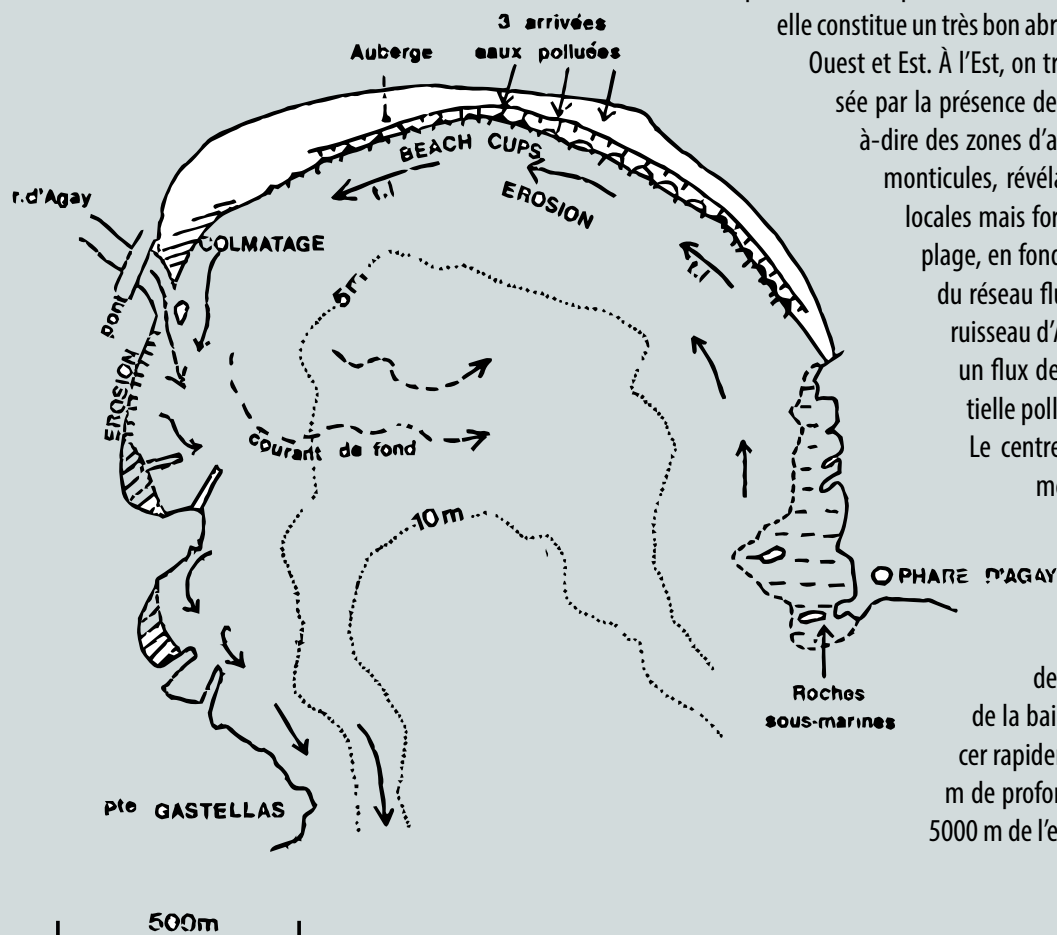 3 arrivées
eaux polluées
Auberge
BEACH CUPS
t.l
EROSION
r.d'Agay
COLMATAGE
t.l
pont
5m
EROSION
courant de fond
10m
PHARE D'AGAY
Roches
sous-marines
pte GASTELLAS
500m
elle constitue un très bon abr
Ouest et Est. À l'Est, on tr
sée par la présence de
à-dire des zones d'a
monticules, révéla
locales mais for
plage, en fond
du réseau flu
ruisseau d'A
un flux de
tielle poll
Le centre
mo
de
de la bai
cer rapide
m de profon
5000 m de l'e